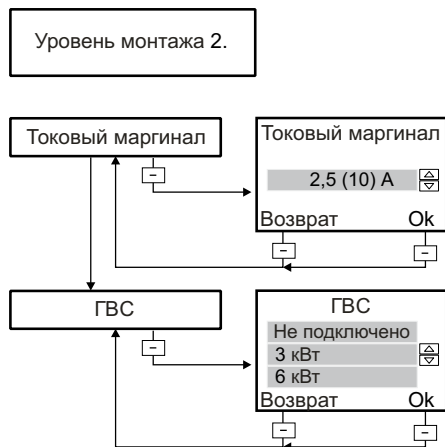 Уровень монтажа 2.
Токовый маргинал
Токовый маргинал
2,5 (10) А
Возврат Ok
ГВС
ГВС
Не подключено
3 кВт
6 кВт
Возврат Ok